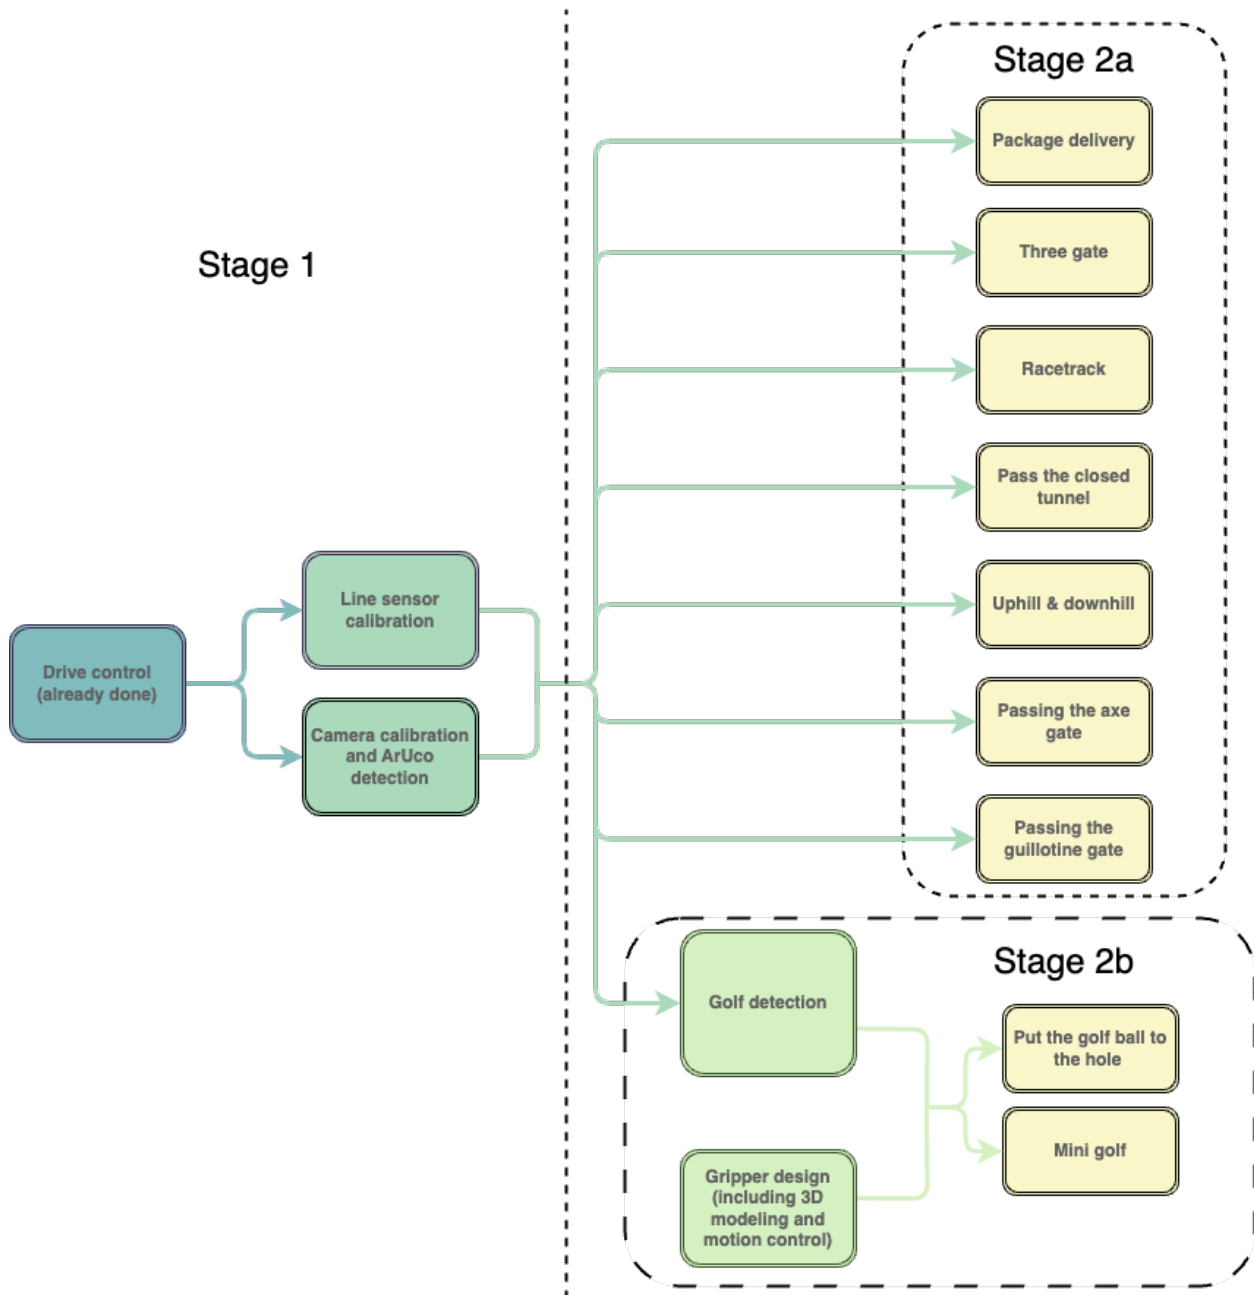 Stage 1
Drive control
(already done)
Line sensor
calibration
Camera calibration
and ArUco
detection
Stage 2a
Package delivery
Three gate
Racetrack
Pass the closed
tunnel
Uphill & downhill
Passing the axe
gate
Passing the
guillotine gate
Stage 2b
Golf detection
Gripper design
(including 3D
modeling and
motion control)
Put the golf ball to
the hole
Mini golf